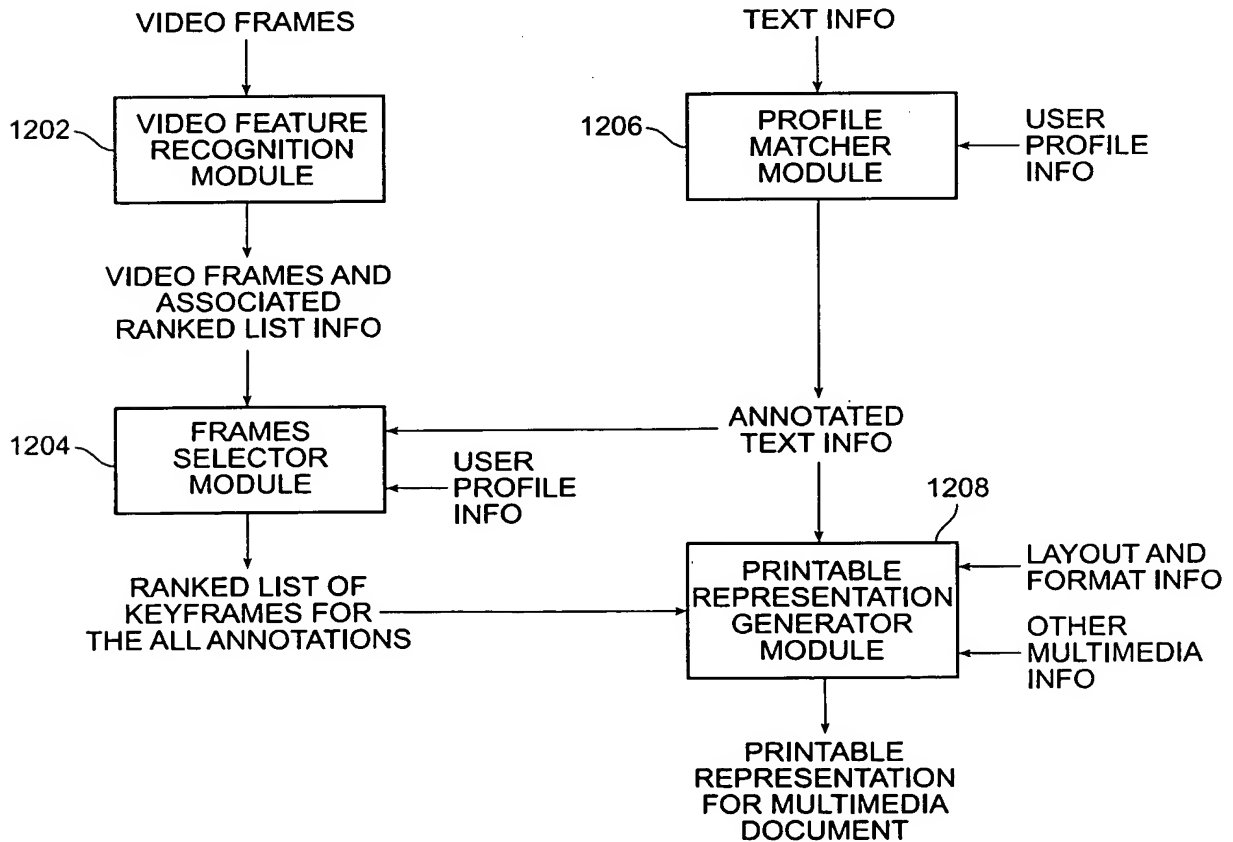 VIDEO FRAMES
TEXT INFO
1202
VIDEO FEATURE
RECOGNITION
MODULE
1206
PROFILE
MATCHER
MODULE
USER
PROFILE
INFO
VIDEO FRAMES AND
ASSOCIATED
RANKED LIST INFO
1204
FRAMES
SELECTOR
MODULE
ANNOTATED
TEXT INFO
USER
PROFILE
INFO
1208
RANKED LIST OF
KEYFRAMES FOR
THE ALL ANNOTATIONS
PRINTABLE
REPRESENTATION
GENERATOR
MODULE
LAYOUT AND
FORMAT INFO
OTHER
MULTIMEDIA
INFO
PRINTABLE
REPRESENTATION
FOR MULTIMEDIA
DOCUMENT